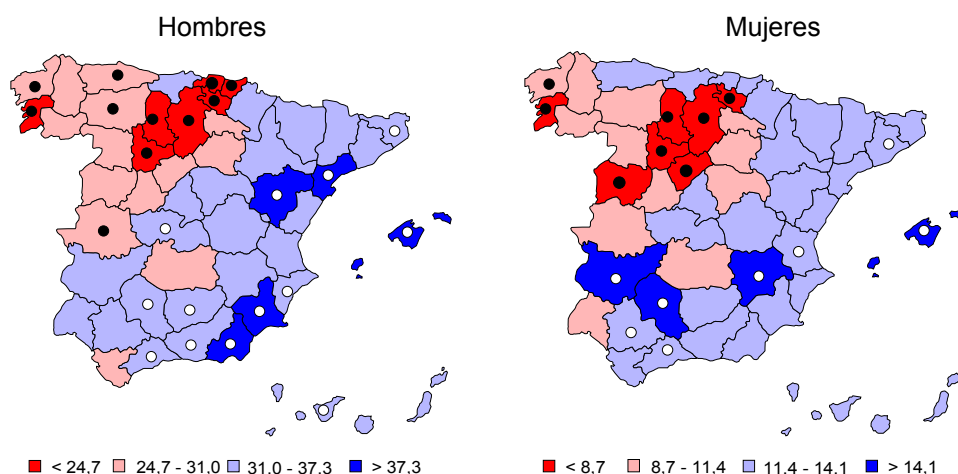 Hombres
Mujeres
< 24,7 24,7 - 31,0 31,0 - 37,3 > 37,3
< 8,7 8,7 - 11,4 11,4 - 14,1 > 14,1